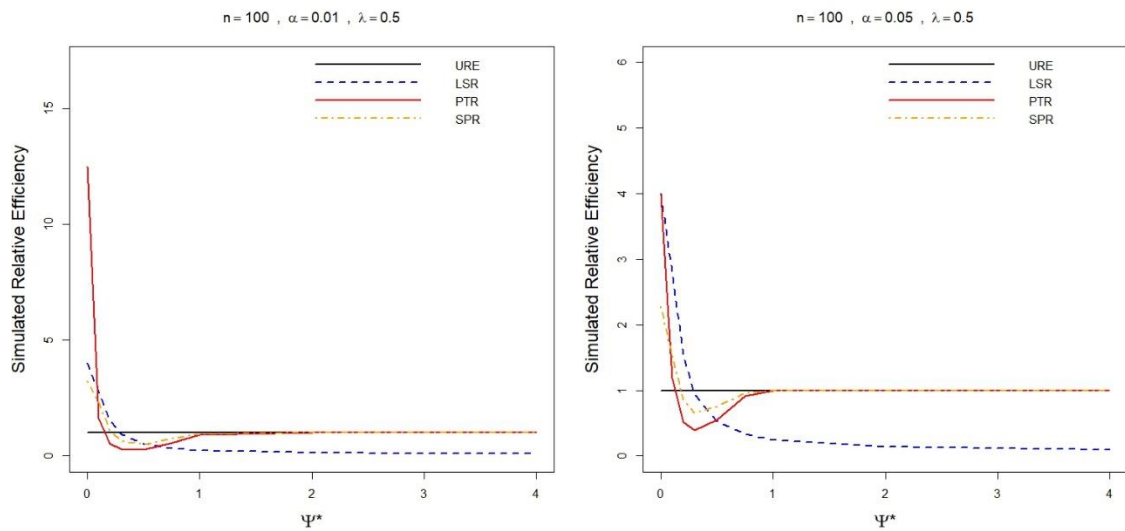 n = 100 , α = 0.01 , λ = 0.5
Simulated Relative Efficiency
15
10
5
0
URE
LSR
PTR
SPR
0 1 2 3 4
Ψ*
n = 100 , α = 0.05 , λ = 0.5
Simulated Relative Efficiency
6
5
4
3
2
1
0
URE
LSR
PTR
SPR
0 1 2 3 4
Ψ*